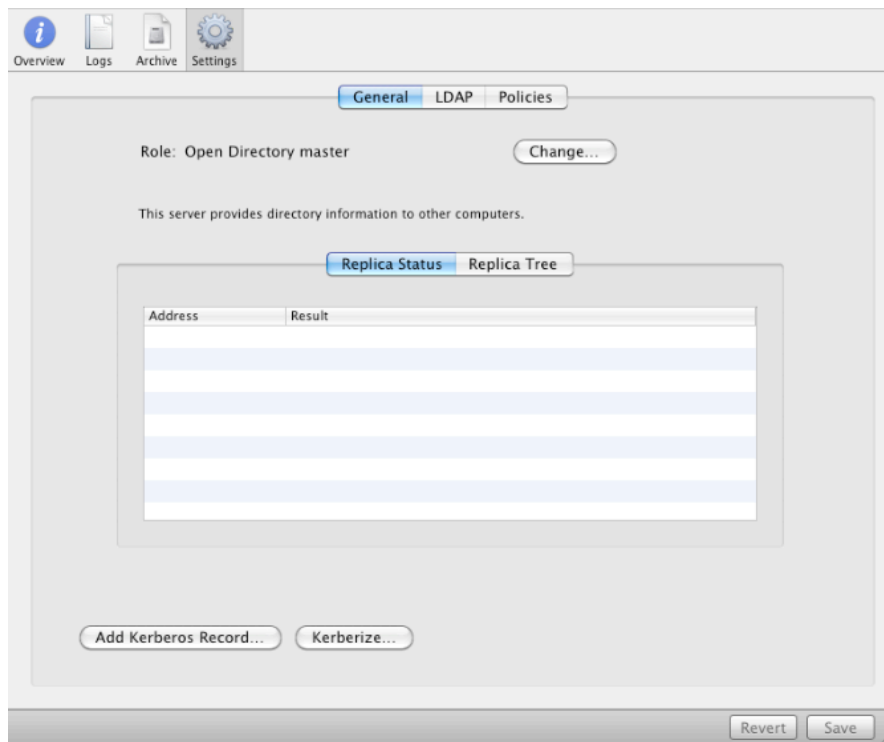 Overview Logs Archive Settings
General LDAP Policies
Role: Open Directory master Change...
This server provides directory information to other computers.
Replica Status Replica Tree
Address Result
Add Kerberos Record... Kerberize...
Revert Save